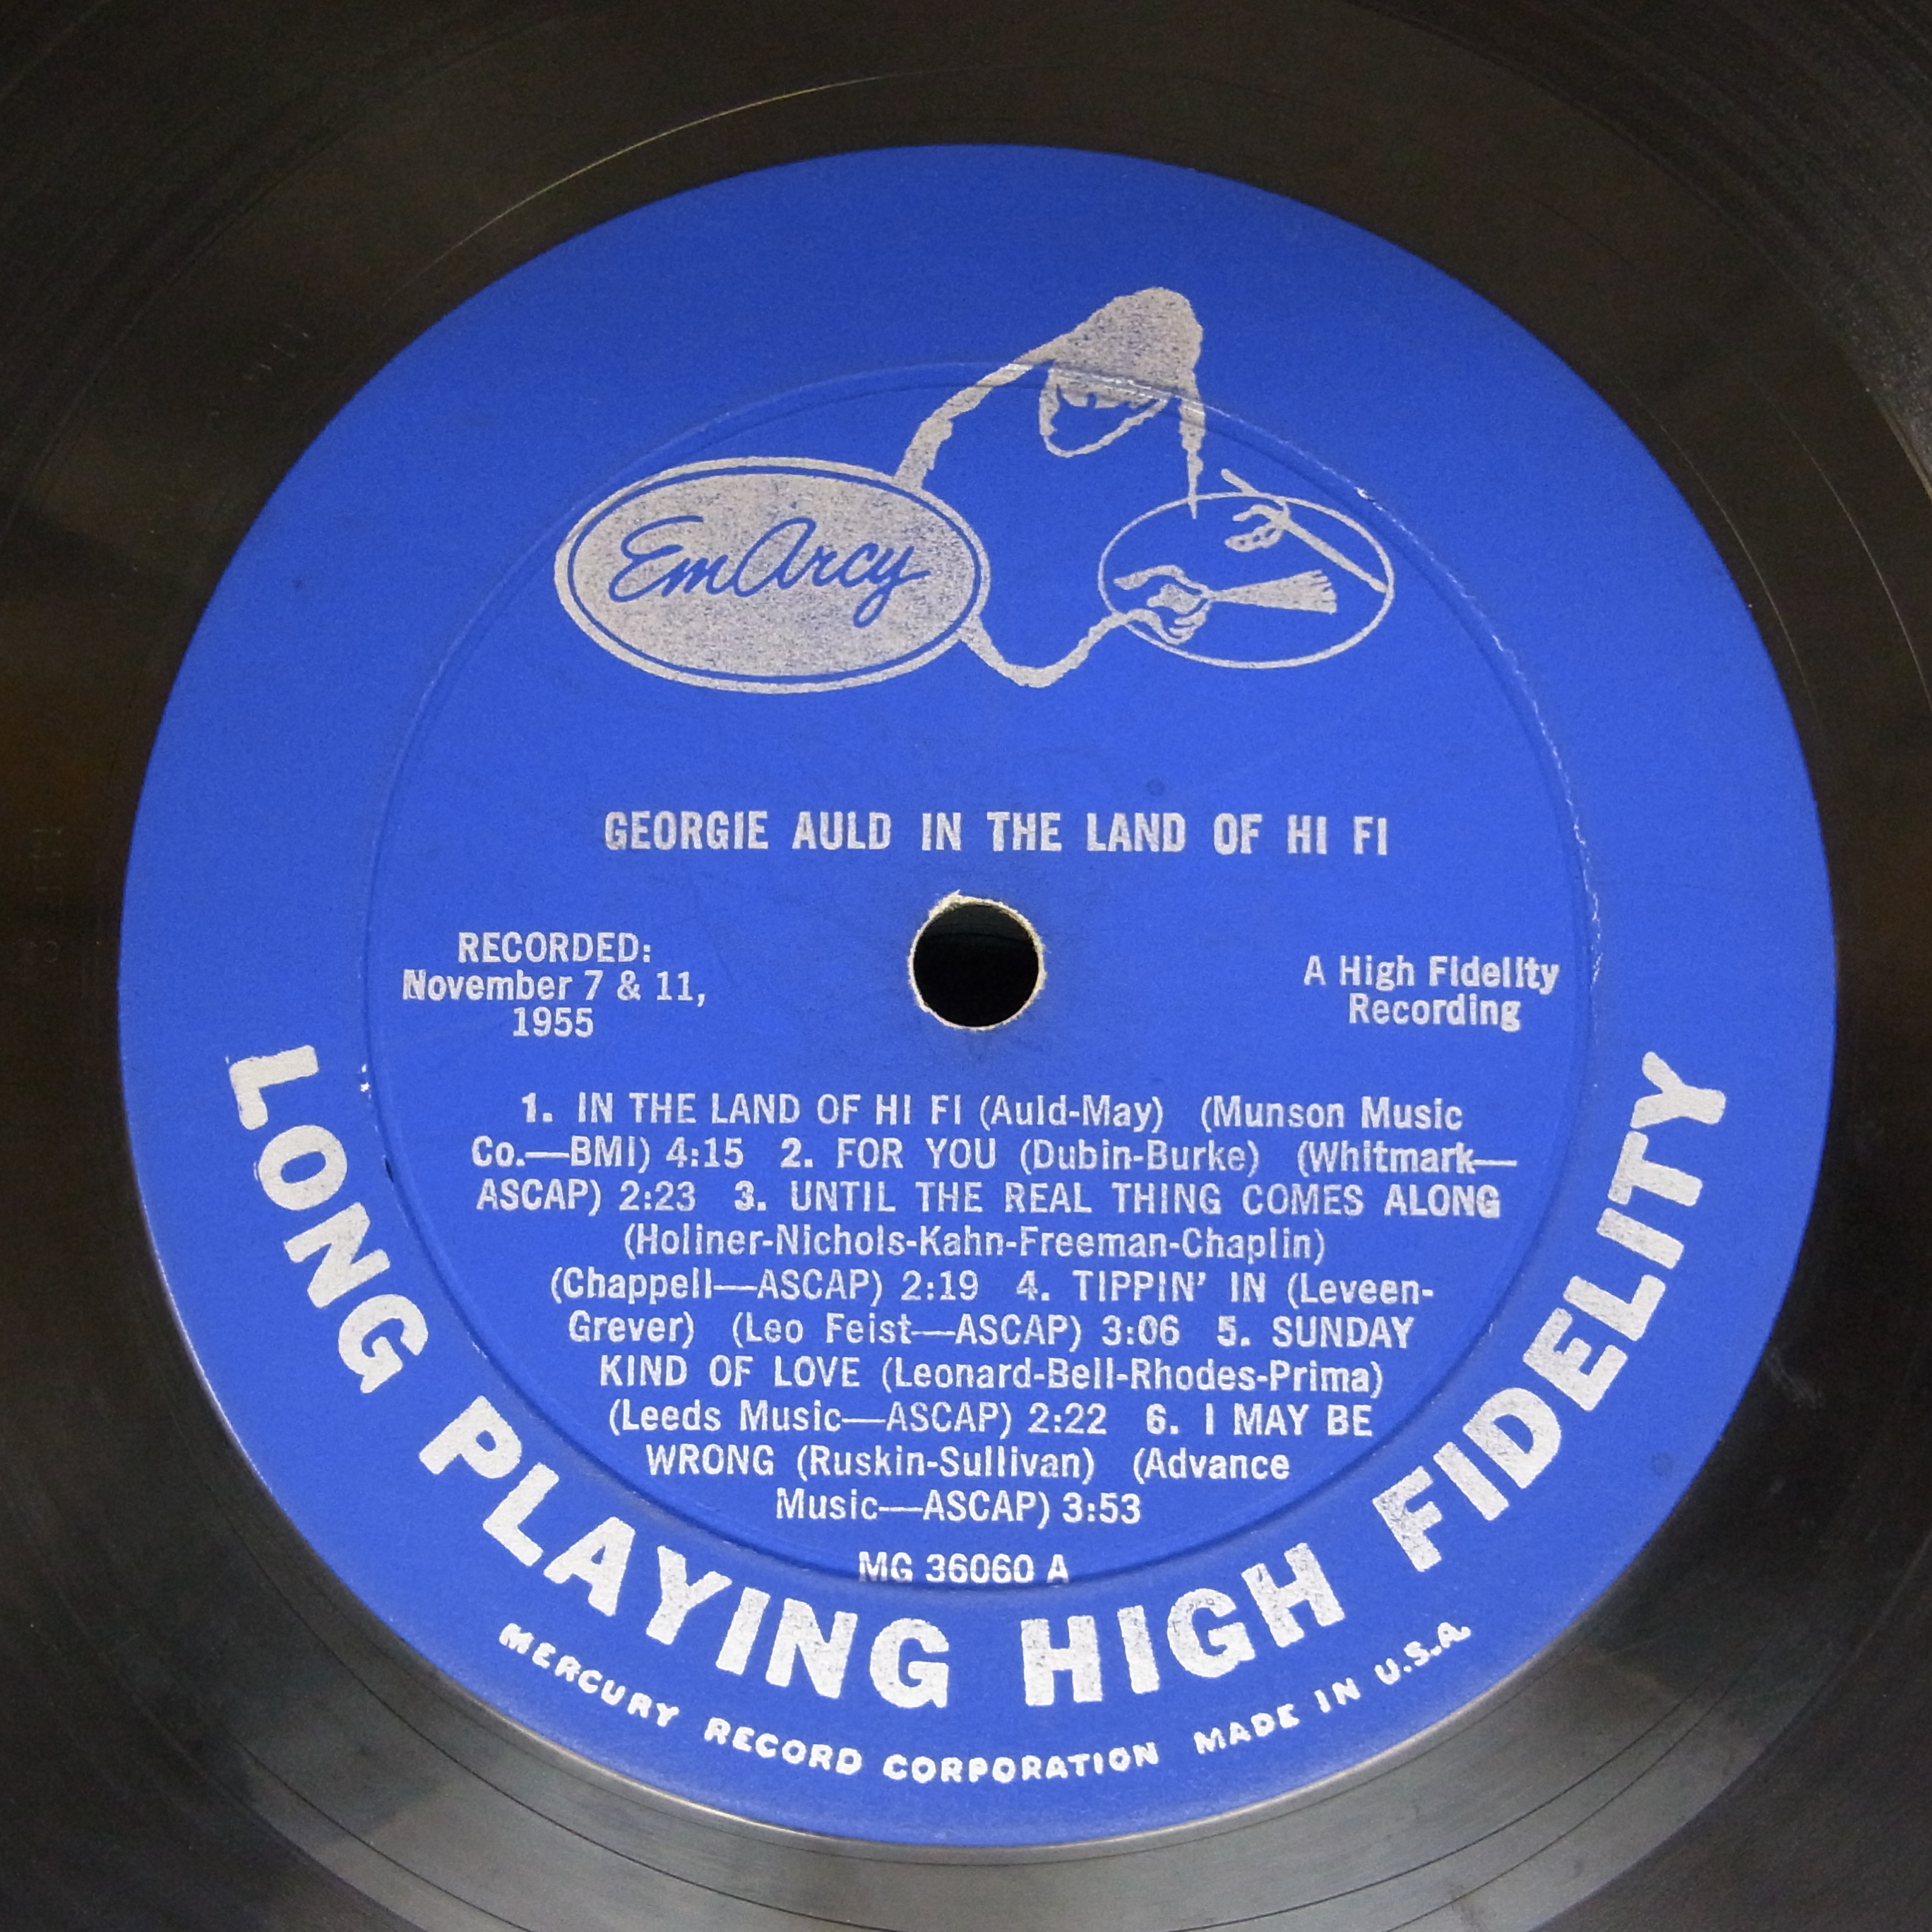 EmArcy
GEORGIE AULD IN THE LAND OF HI FI
RECORDED:
November 7 & 11,
1955
A High Fidelity
Recording
1. IN THE LAND OF HI FI (Auld-May) (Munson Music
Co.—BMI) 4:15 2. FOR YOU (Dubin-Burke) (Whitmark—
ASCAP) 2:23 3. UNTIL THE REAL THING COMES ALONG
(Holiner-Nichols-Kahn-Freeman-Chaplin)
(Chappell—ASCAP) 2:19 4. TIPPIN' IN (Leveen-
Grever) (Leo Feist—ASCAP) 3:06 5. SUNDAY
KIND OF LOVE (Leonard-Bell-Rhodes-Prima)
(Leeds Music—ASCAP) 2:22 6. I MAY BE
WRONG (Ruskin-Sullivan) (Advance
Music—ASCAP) 3:53
MG 36060 A
LONG PLAYING HIGH FIDELITY
MERCURY RECORD CORPORATION MADE IN U.S.A.